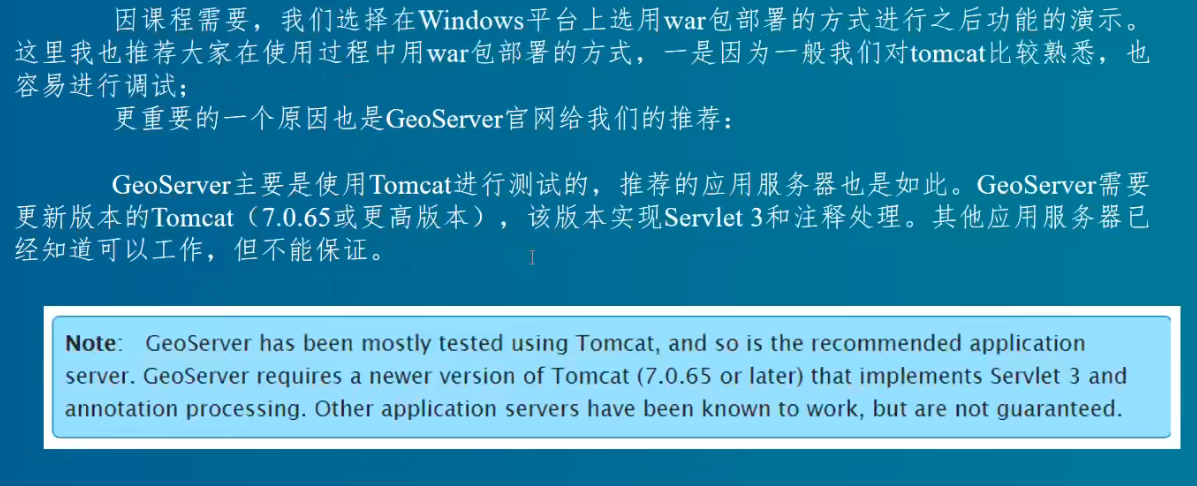 因课程需要，我们选择在Windows平台上选用war包部署的方式进行之后功能的演示。
这里我也推荐大家在使用过程中用war包部署的方式，一是因为一般我们对tomcat比较熟悉，也
容易进行调试；
更重要的一个原因也是GeoServer官网给我们的推荐：
GeoServer主要是使用Tomcat进行测试的，推荐的应用服务器也是如此。GeoServer需要
更新版本的Tomcat（7.0.65或更高版本），该版本实现Servlet 3和注释处理。其他应用服务器已
经知道可以工作，但不能保证。
Note: GeoServer has been mostly tested using Tomcat, and so is the recommended application
server. GeoServer requires a newer version of Tomcat (7.0.65 or later) that implements Servlet 3 and
annotation processing. Other application servers have been known to work, but are not guaranteed.